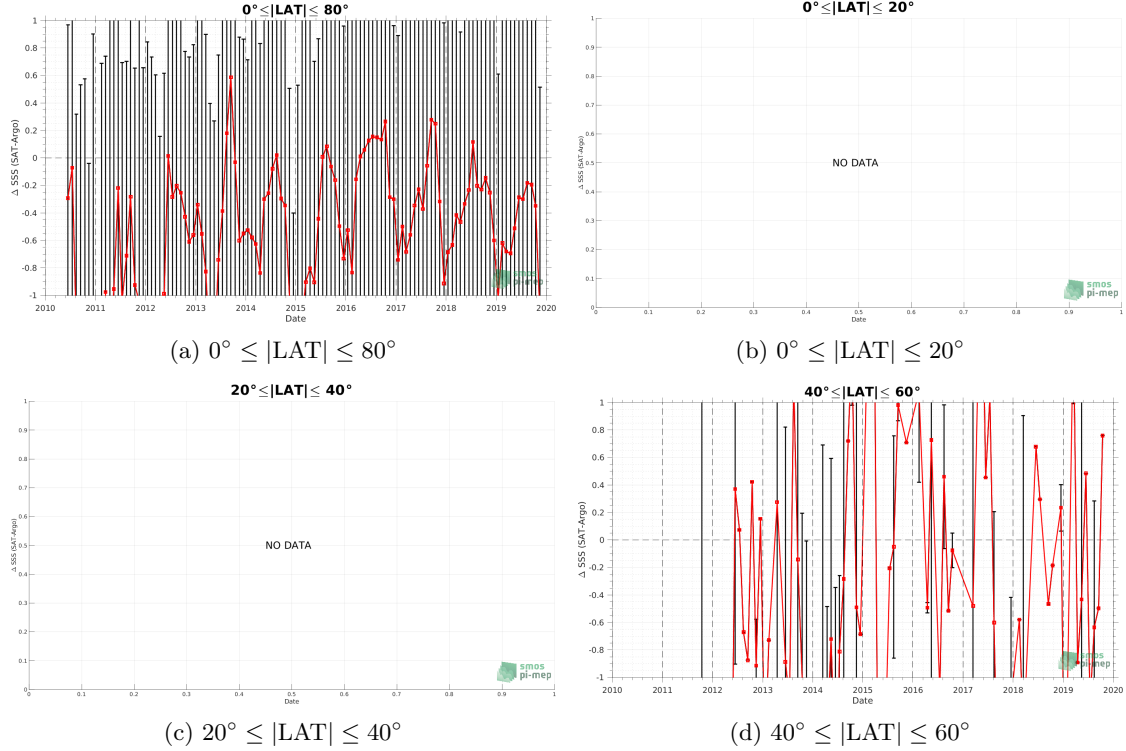 0°≤|LAT|≤ 80°
1
0.8
0.6
0.4
0.2
0
-0.2
-0.4
-0.6
-0.8
-1
Δ SSS (SAT-Argo)
2010 2011 2012 2013 2014 2015 2016 2017 2018 2019 2020
Date
smos
pi-mep
(a) 0° ≤ |LAT| ≤ 80°
0°≤|LAT|≤ 20°
1
0.9
0.8
0.7
0.6
0.5
0.4
0.3
0.2
0.1
0
Δ SSS (SAT-Argo)
NO DATA
0 0.1 0.2 0.3 0.4 0.5 0.6 0.7 0.8 0.9 1
Date
smos
pi-mep
(b) 0° ≤ |LAT| ≤ 20°
20°≤|LAT|≤ 40°
1
0.9
0.8
0.7
0.6
0.5
0.4
0.3
0.2
0.1
0
Δ SSS (SAT-Argo)
NO DATA
0 0.1 0.2 0.3 0.4 0.5 0.6 0.7 0.8 0.9 1
Date
smos
pi-mep
(c) 20° ≤ |LAT| ≤ 40°
40°≤|LAT|≤ 60°
1
0.8
0.6
0.4
0.2
0
-0.2
-0.4
-0.6
-0.8
-1
Δ SSS (SAT-Argo)
2010 2011 2012 2013 2014 2015 2016 2017 2018 2019 2020
Date
smos
pi-mep
(d) 40° ≤ |LAT| ≤ 60°